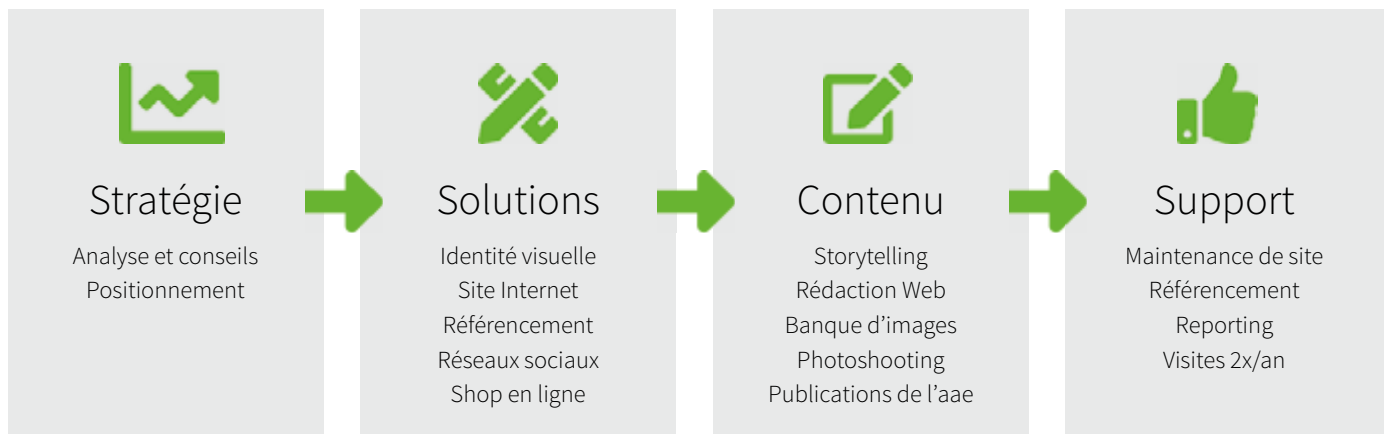 Stratégie
Analyse et conseils
Positionnement
Solutions
Identité visuelle
Site Internet
Référencement
Réseaux sociaux
Shop en ligne
Contenu
Storytelling
Rédaction Web
Banque d’images
Photoshooting
Publications de l’aae
Support
Maintenance de site
Référencement
Reporting
Visites 2x/an